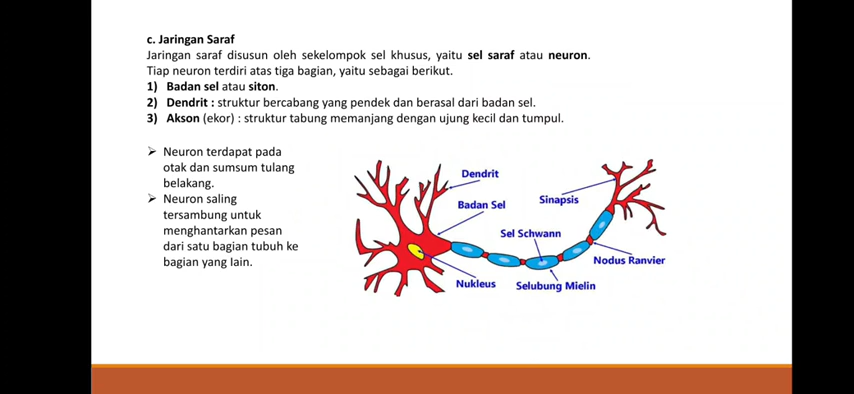 c. Jaringan Saraf
Jaringan saraf disusun oleh sekelompok sel khusus, yaitu sel saraf atau neuron.
Tiap neuron terdiri atas tiga bagian, yaitu sebagai berikut.
1) Badan sel atau siton.
2) Dendrit : struktur bercabang yang pendek dan berasal dari badan sel.
3) Akson (ekor) : struktur tabung memanjang dengan ujung kecil dan tumpul.
➢ Neuron terdapat pada
otak dan sumsum tulang
belakang.
➢ Neuron saling
tersambung untuk
menghantarkan pesan
dari satu bagian tubuh ke
bagian yang lain.
Dendrit
Badan Sel
Sinapsis
Sel Schwann
Nodus Ranvier
Nukleus
Selubung Mielin